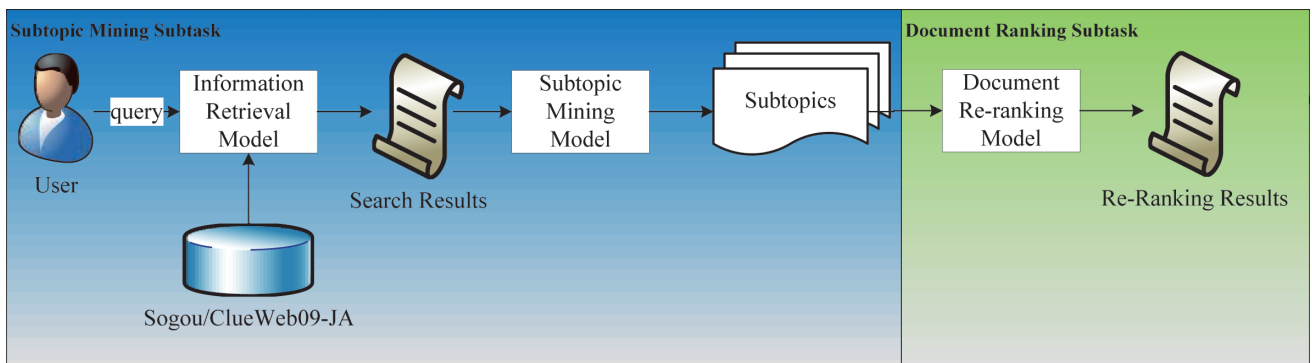 Subtopic Mining Subtask
Document Ranking Subtask
User
query
Information
Retrieval
Model
Sogou/ClueWeb09-JA
Search Results
Subtopic
Mining
Model
Subtopics
Document
Re-ranking
Model
Re-Ranking Results